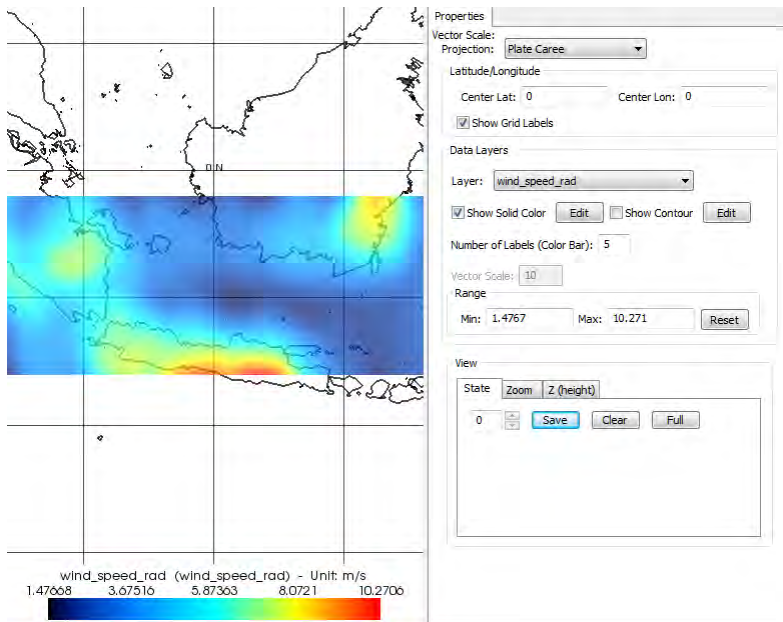 0 N
wind_speed_rad (wind_speed_rad) - Unit: m/s
1.47668 3.67516 5.87363 8.0721 10.2706
Properties
Vector Scale:
Projection: Plate Caree
Latitude/Longitude
Center Lat: 0 Center Lon: 0
Show Grid Labels
Data Layers
Layer: wind_speed_rad
Show Solid Color Edit Show Contour Edit
Number of Labels (Color Bar): 5
Vector Scale: 10
Range
Min: 1.4767 Max: 10.271 Reset
View
State Zoom Z (height)
0 Save Clear Full